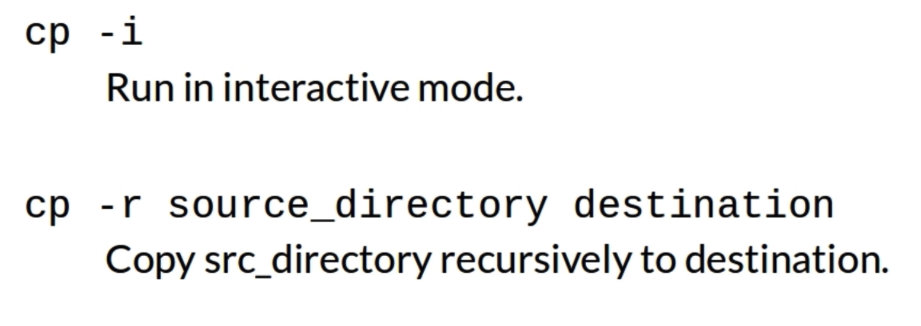 cp -i
Run in interactive mode.
cp -r source_directory destination
Copy src_directory recursively to destination.